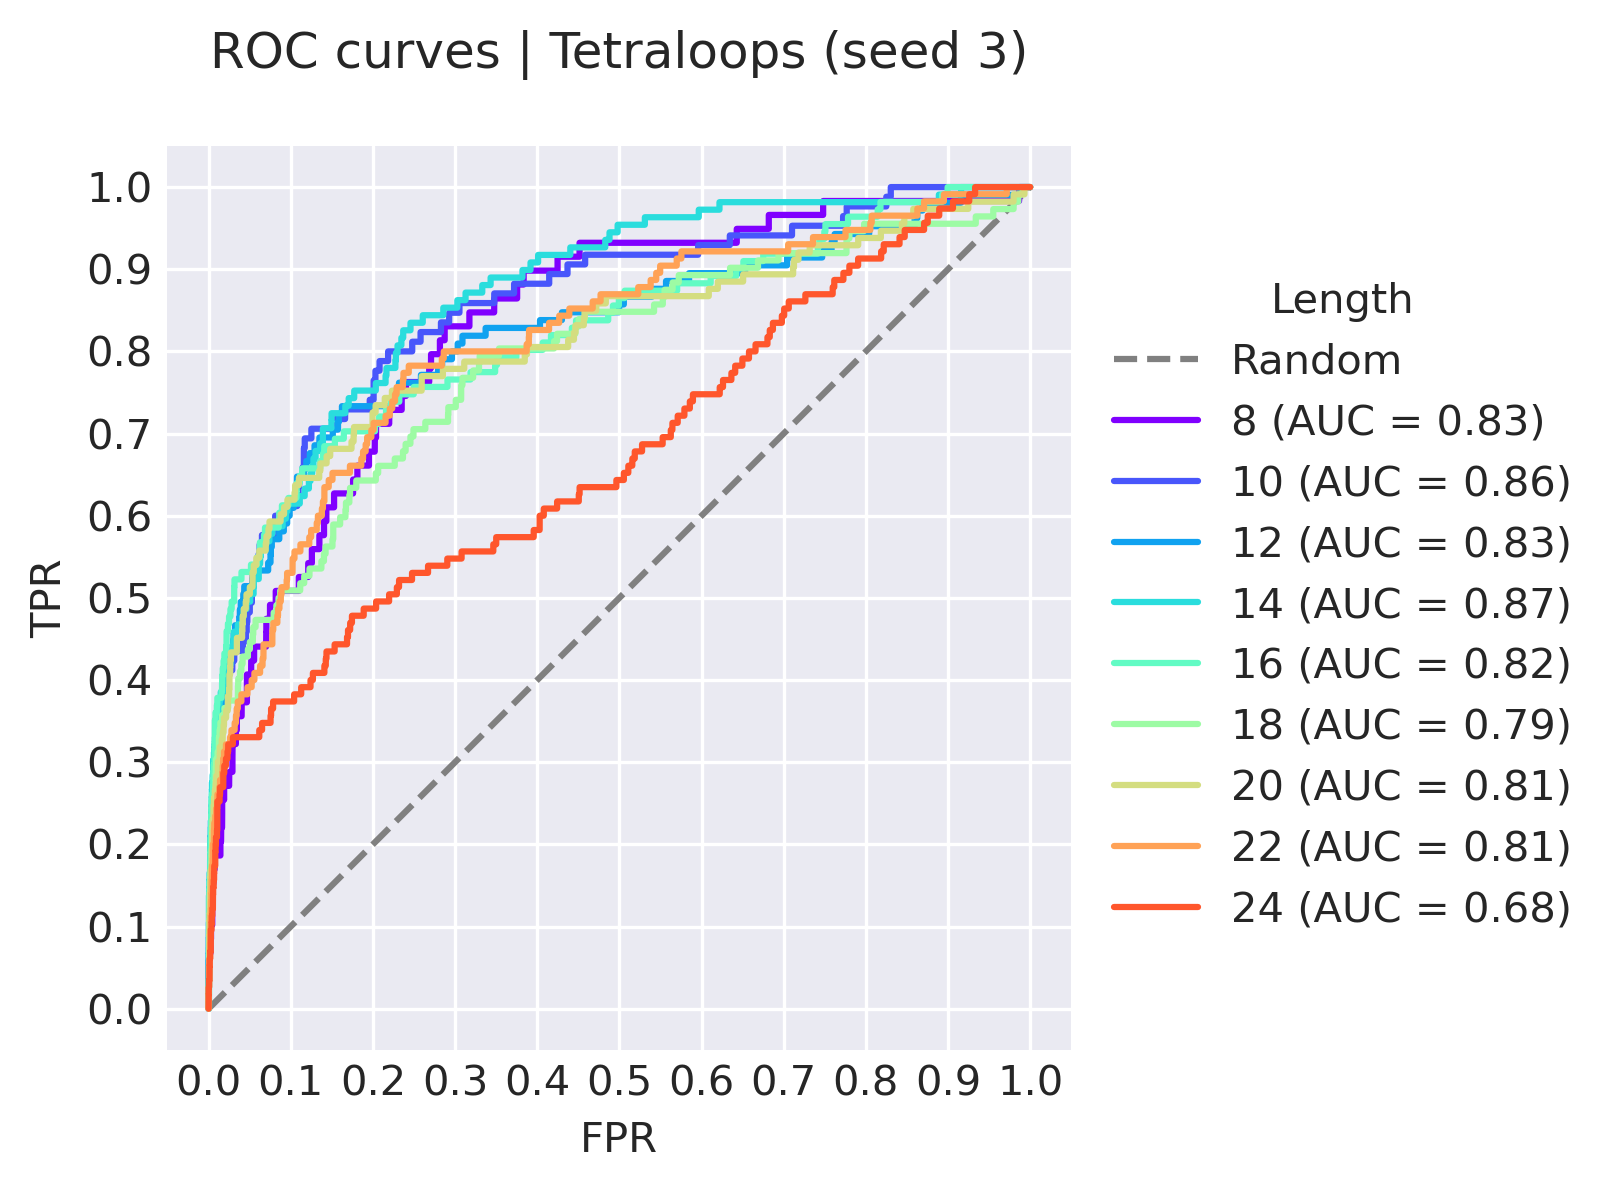 ROC curves | Tetraloops (seed 3)
TPR
1.0
0.9
0.8
0.7
0.6
0.5
0.4
0.3
0.2
0.1
0.0
0.0 0.1 0.2 0.3 0.4 0.5 0.6 0.7 0.8 0.9 1.0
FPR
Length
Random
8 (AUC = 0.83)
10 (AUC = 0.86)
12 (AUC = 0.83)
14 (AUC = 0.87)
16 (AUC = 0.82)
18 (AUC = 0.79)
20 (AUC = 0.81)
22 (AUC = 0.81)
24 (AUC = 0.68)